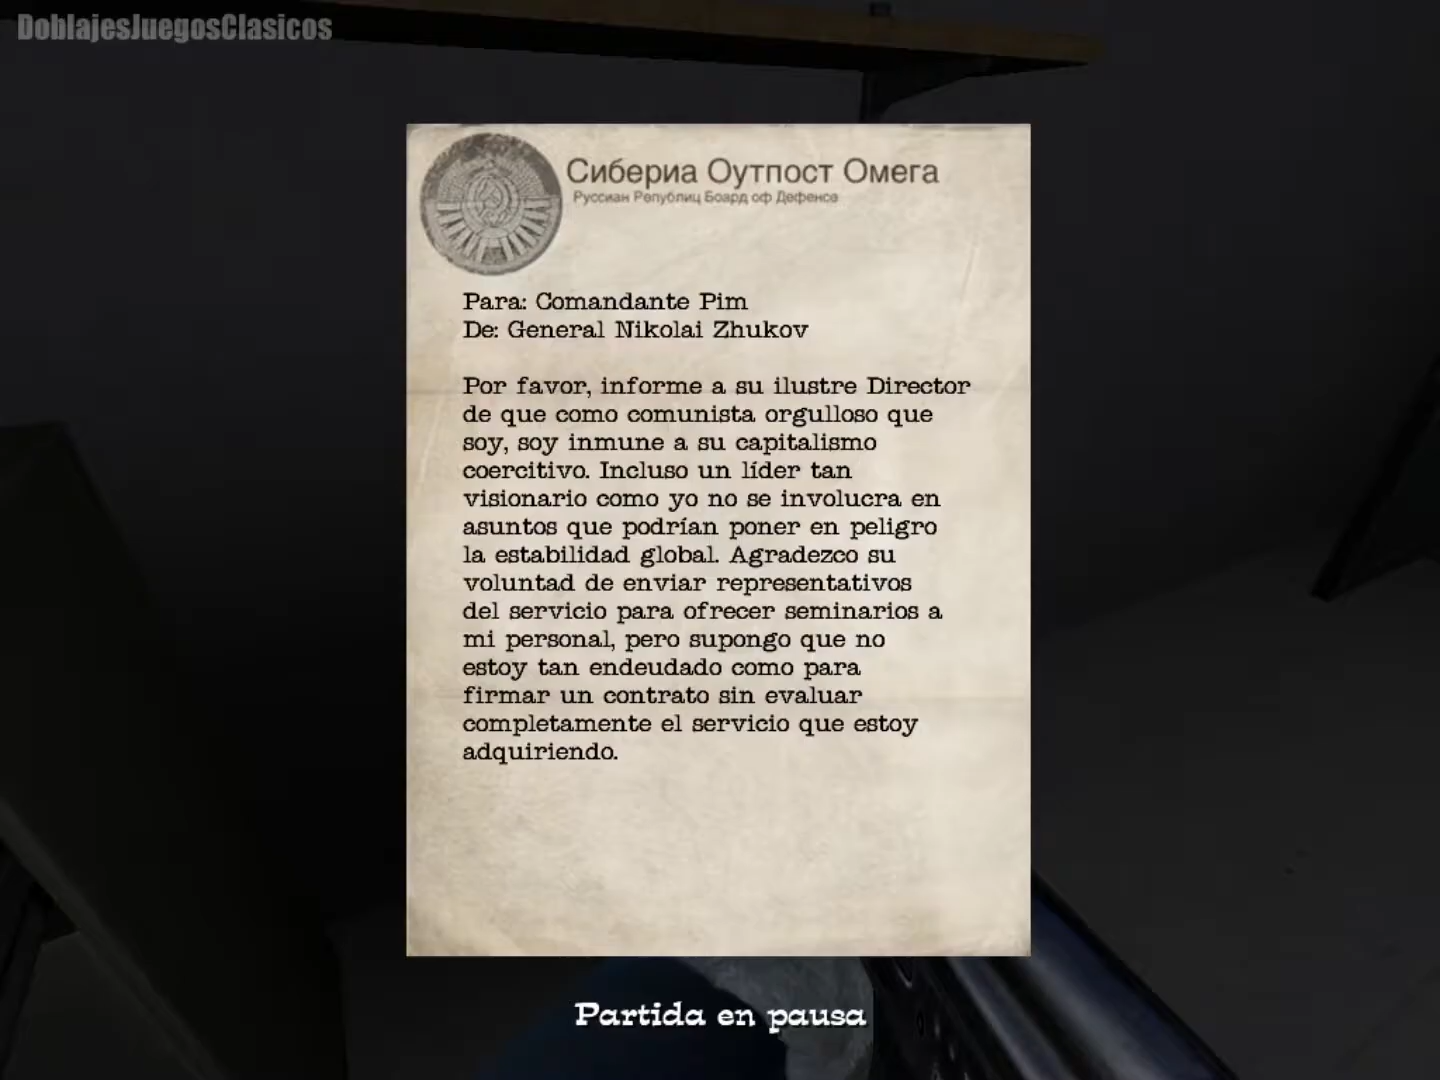 DoblajesJuegosClasicos
Сибериа Оутпост Омега
Руссиан Републиц Боард оф Дефенсе
Para: Comandante Pim
De: General Nikolai Zhukov
Por favor, informe a su ilustre Director
de que como comunista orgulloso que
soy, soy inmune a su capitalismo
coercitivo. Incluso un líder tan
visionario como yo no se involucra en
asuntos que podrían poner en peligro
la estabilidad global. Agradezco su
voluntad de enviar representativos
del servicio para ofrecer seminarios a
mi personal, pero supongo que no
estoy tan endeudado como para
firmar un contrato sin evaluar
completamente el servicio que estoy
adquiriendo.
Partida en pausa